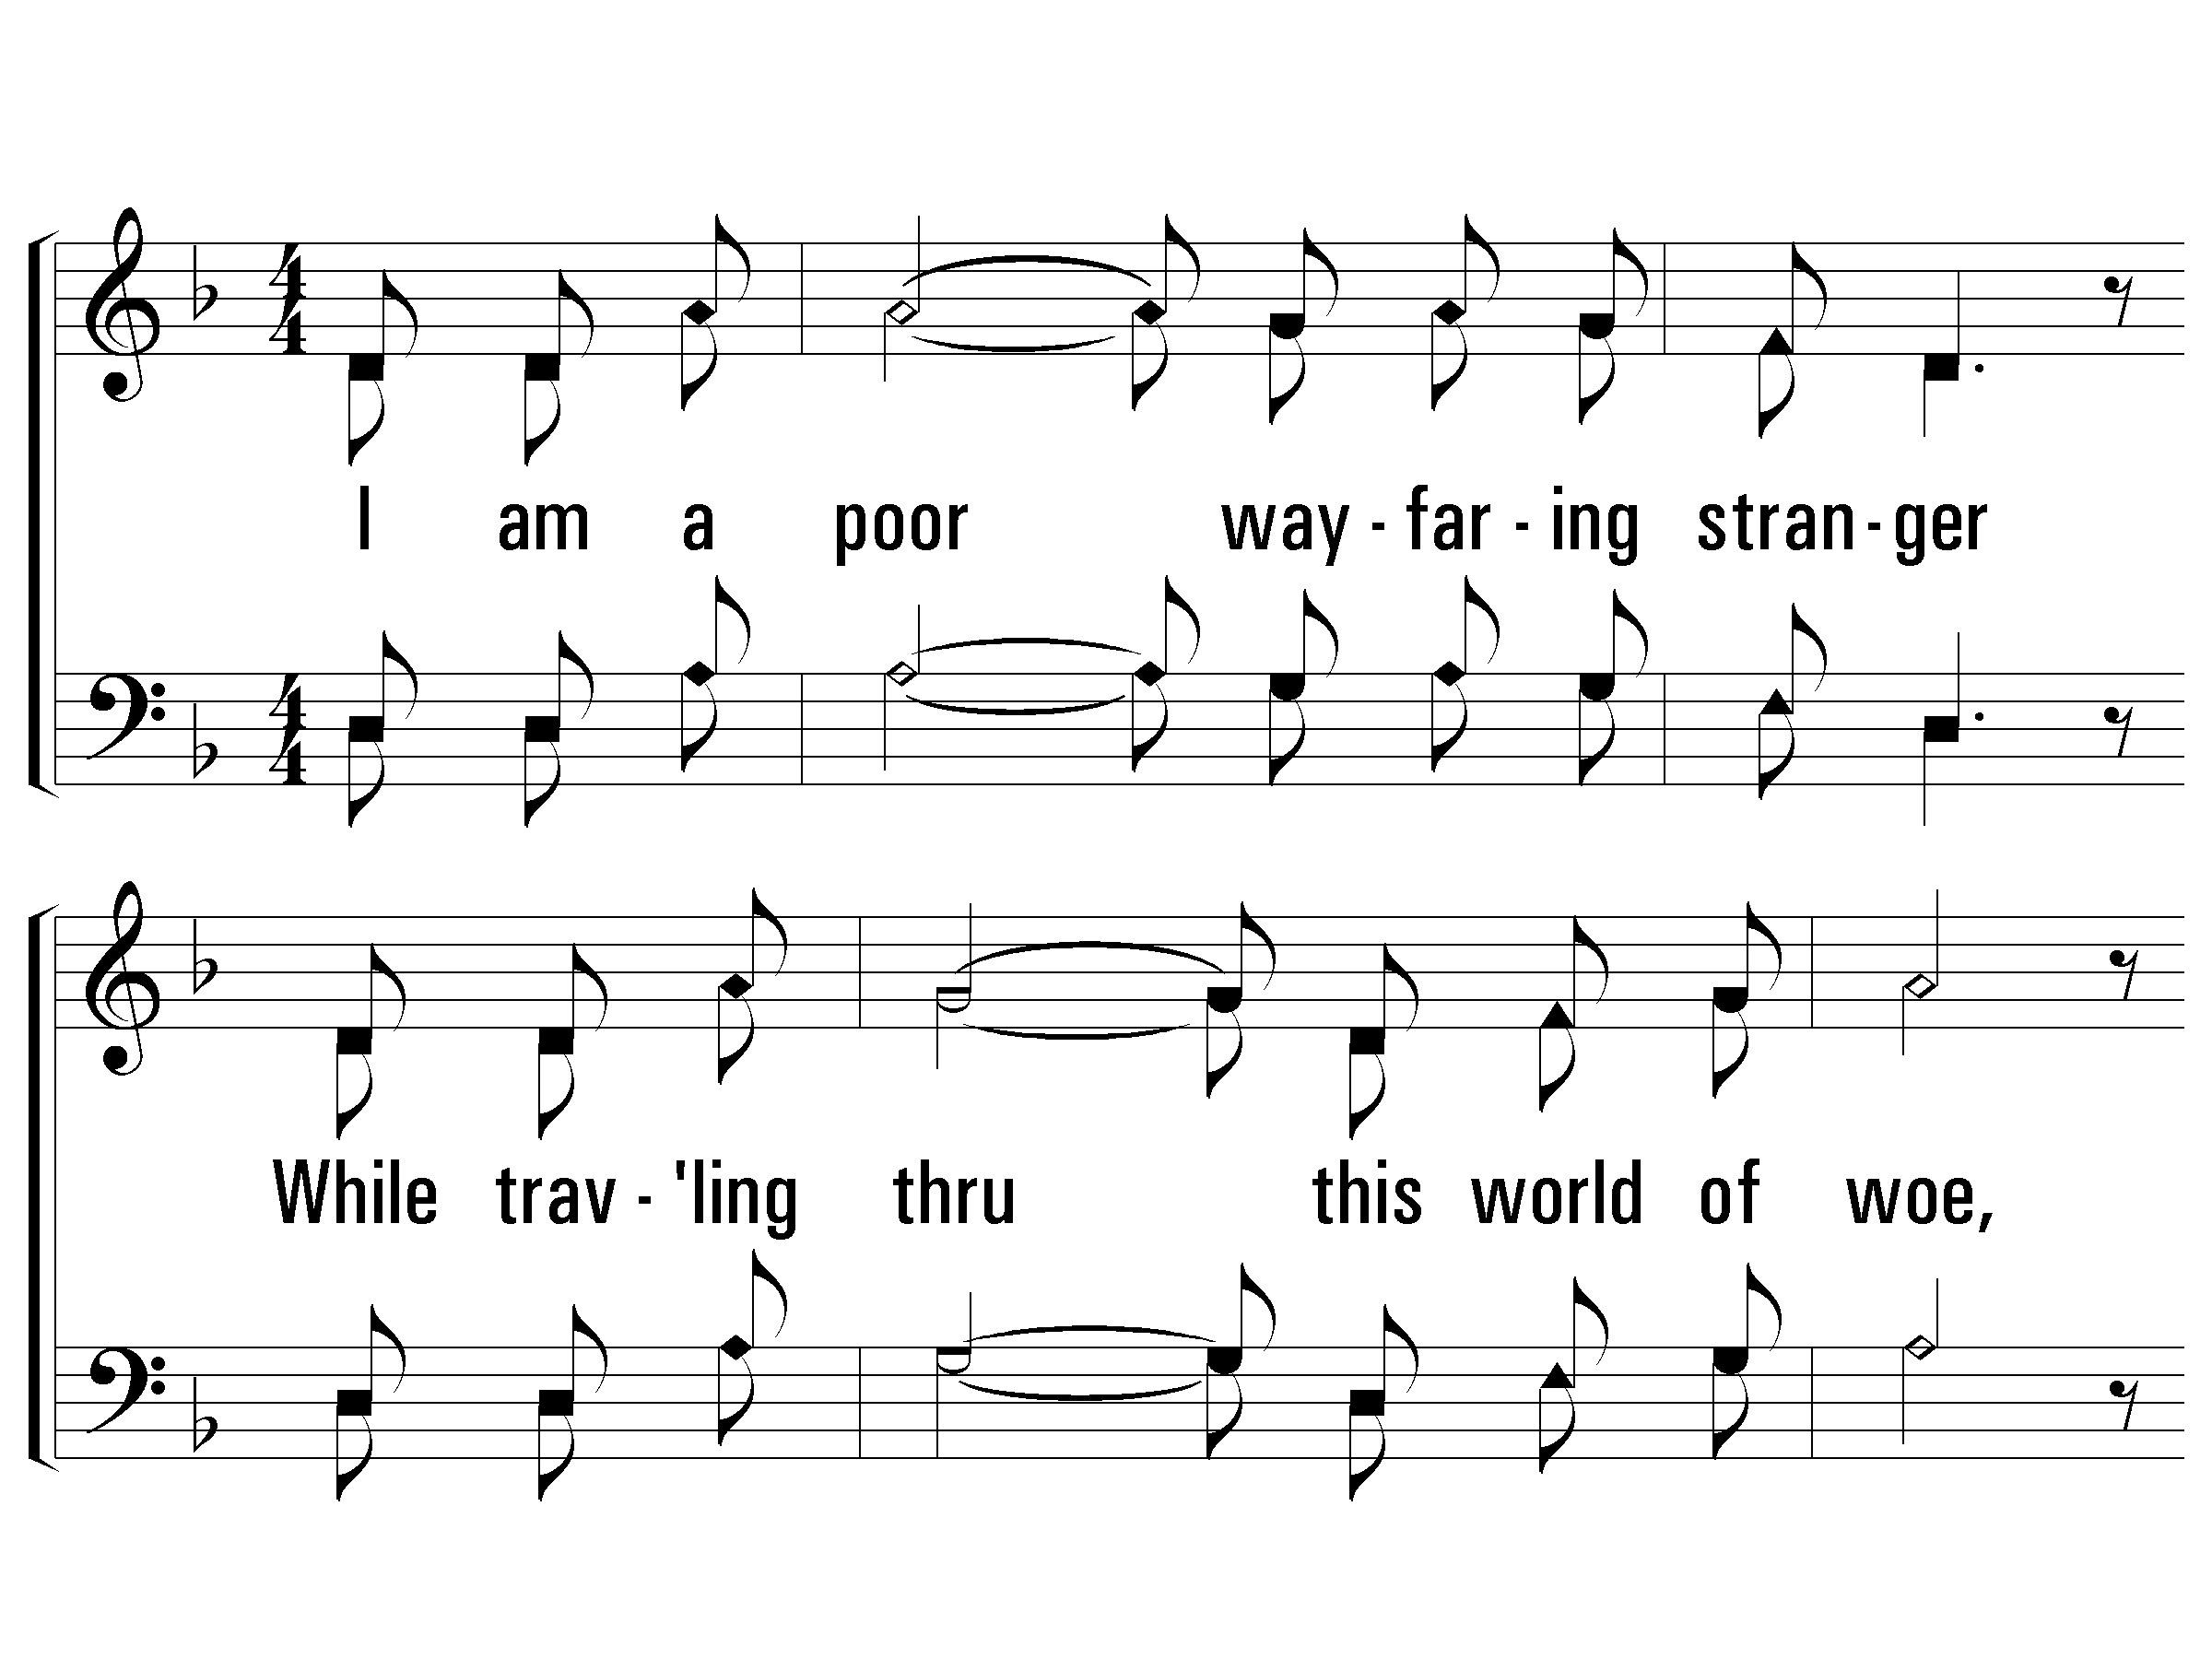 I am a poor way - far - ing stran - ger
While trav - 'ling thru this world of woe,